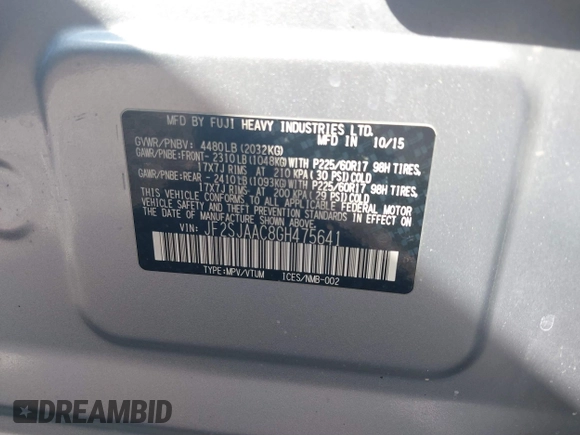 MFD BY FUJI HEAVY INDUSTRIES LTD.
MFD IN 10/15
GVWR/PNBV: 4480LB(2032KG)
GAWR/PNBE:FRONT- 2310LB(1048KG)WITH P225/60R17 98H TIRES,
17X7J RIMS AT 210 KPA(30 PSI)COLD
GAWR/PNBE:REAR -2410LB(1093KG)WITH P225/60R17 98H TIRES,
17X7J RIMS AT 200 KPA(29 PSI)COLD
THIS VEHICLE CONFORMS TO ALL APPLICABLE FEDERAL MOTOR
VEHICLE SAFETY AND THEFT PREVENTION STANDARDS IN
EFFECT ON THE DATE OF MANUFACTURE SHOWN ABOVE.
VIN: JF2SJAAC8GH475641
TYPE:MPV/VTUM ICES/NMB-002
DREAMBID